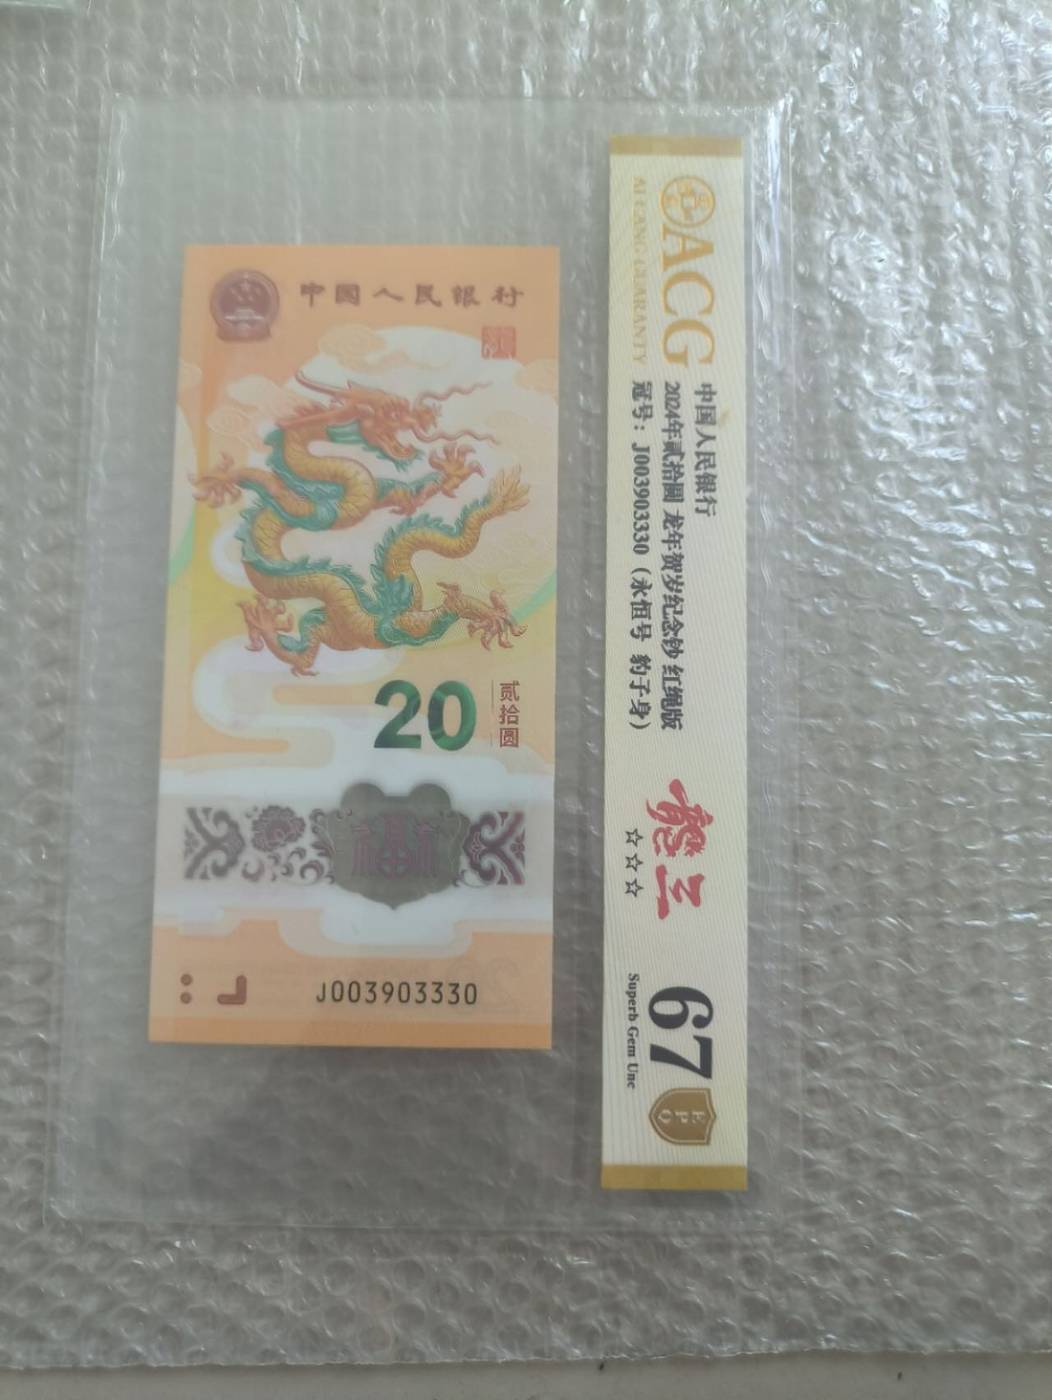 中国人民银行
贰拾圆
20
J003903330
ACG
AI CANG GUARANTY
中国人民银行
2024年贰拾圆 龙年贺岁纪念钞 红绳版
冠号：J003903330（永恒号 豹子身）
☆☆☆
67
Superb Gem Unc
EPQ